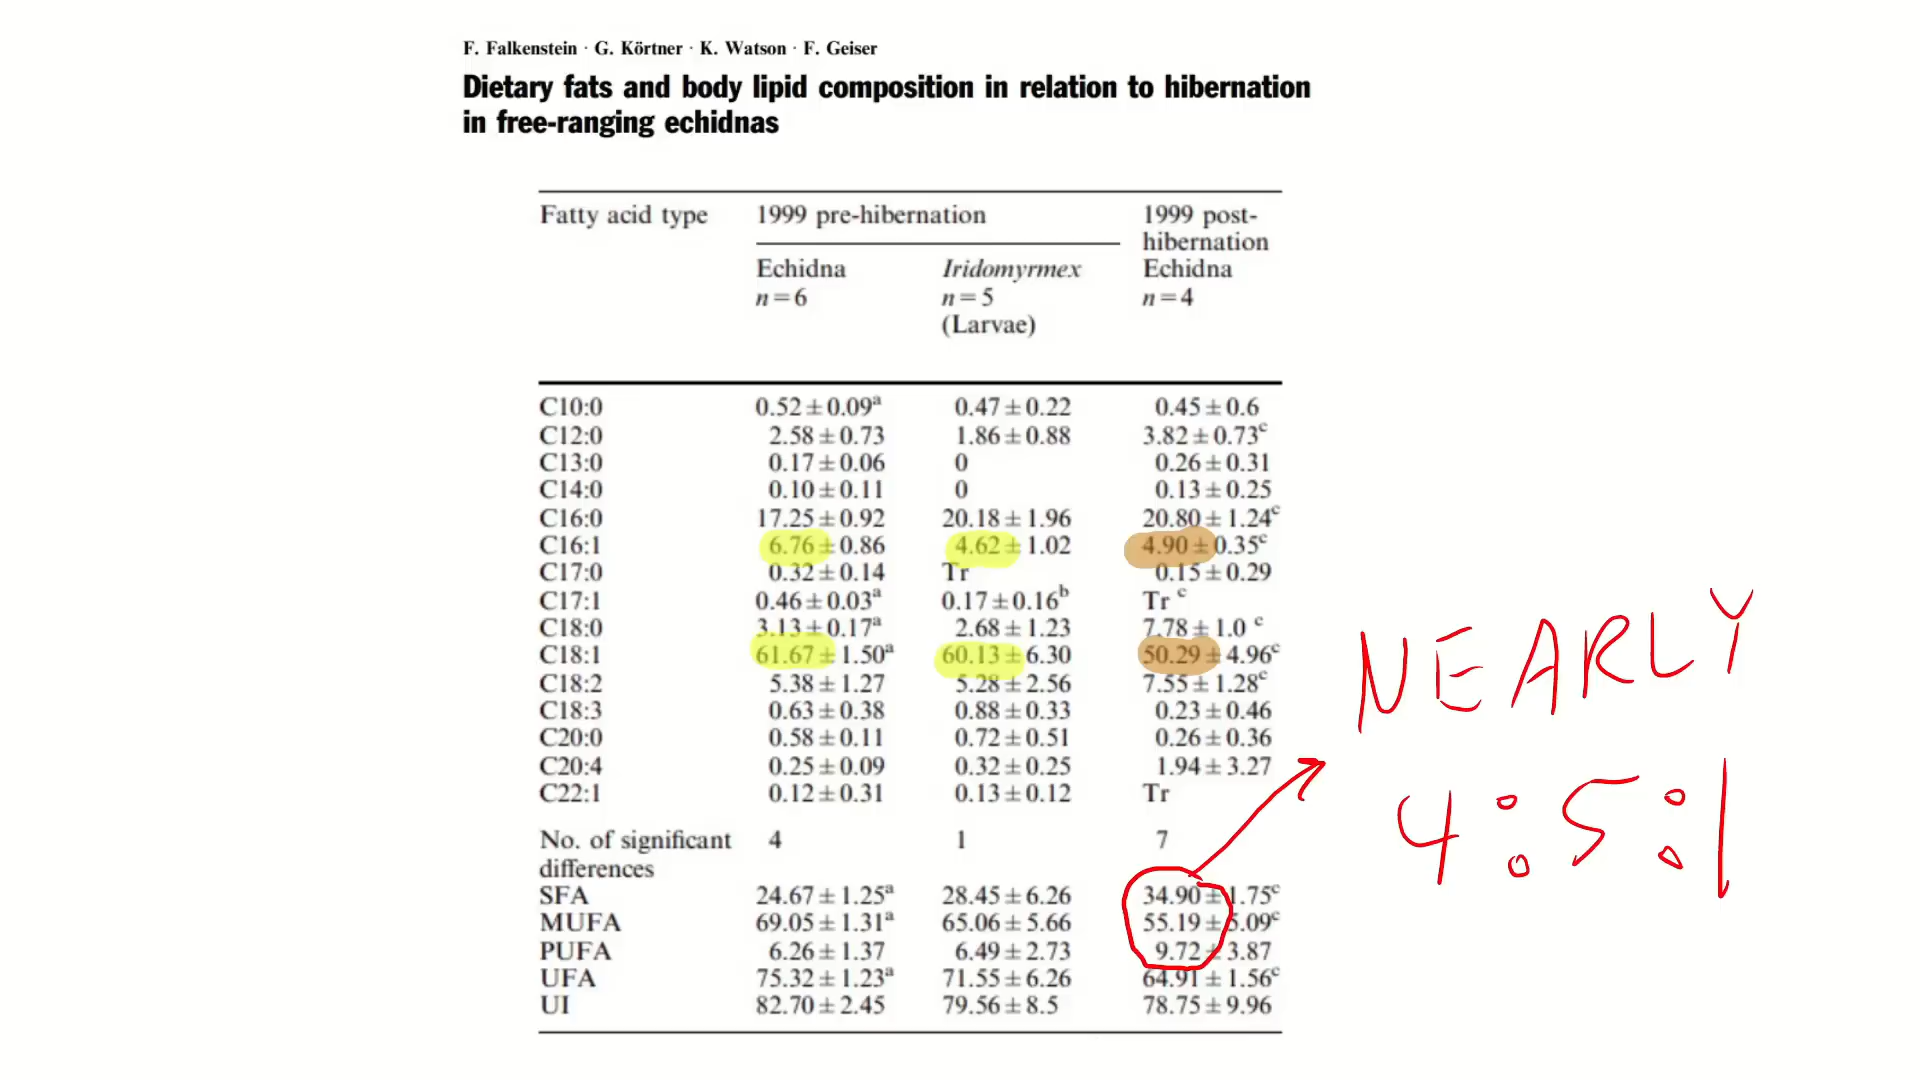 F. Falkenstein · G. Körtner · K. Watson · F. Geiser
Dietary fats and body lipid composition in relation to hibernation
in free-ranging echidnas
Fatty acid type 1999 pre-hibernation 1999 post-
hibernation
Echidna Iridomyrmex Echidna
n = 6 n = 5 n = 4
(Larvae)
C10:0 0.52 ± 0.09ᵃ 0.47 ± 0.22 0.45 ± 0.6
C12:0 2.58 ± 0.73 1.86 ± 0.88 3.82 ± 0.73ᶜ
C13:0 0.17 ± 0.06 0 0.26 ± 0.31
C14:0 0.10 ± 0.11 0 0.13 ± 0.25
C16:0 17.25 ± 0.92 20.18 ± 1.96 20.80 ± 1.24ᶜ
C16:1 6.76 ± 0.86 4.62 ± 1.02 4.90 ± 0.35ᶜ
C17:0 0.32 ± 0.14 Tr 0.15 ± 0.29
C17:1 0.46 ± 0.03ᵃ 0.17 ± 0.16ᵇ Tr ᶜ
C18:0 3.13 ± 0.17ᵃ 2.68 ± 1.23 7.78 ± 1.0 ᶜ
C18:1 61.67 ± 1.50ᵃ 60.13 ± 6.30 50.29 ± 4.96ᶜ
C18:2 5.38 ± 1.27 5.28 ± 2.56 7.55 ± 1.28ᶜ
C18:3 0.63 ± 0.38 0.88 ± 0.33 0.23 ± 0.46
C20:0 0.58 ± 0.11 0.72 ± 0.51 0.26 ± 0.36
C20:4 0.25 ± 0.09 0.32 ± 0.25 1.94 ± 3.27
C22:1 0.12 ± 0.31 0.13 ± 0.12 Tr
No. of significant 4 1 7
differences
SFA 24.67 ± 1.25ᵃ 28.45 ± 6.26 34.90 ± 1.75ᶜ
MUFA 69.05 ± 1.31ᵃ 65.06 ± 5.66 55.19 ± 5.09ᶜ
PUFA 6.26 ± 1.37 6.49 ± 2.73 9.72 ± 3.87
UFA 75.32 ± 1.23ᵃ 71.55 ± 6.26 64.91 ± 1.56ᶜ
UI 82.70 ± 2.45 79.56 ± 8.5 78.75 ± 9.96
NEARLY
4:5:1